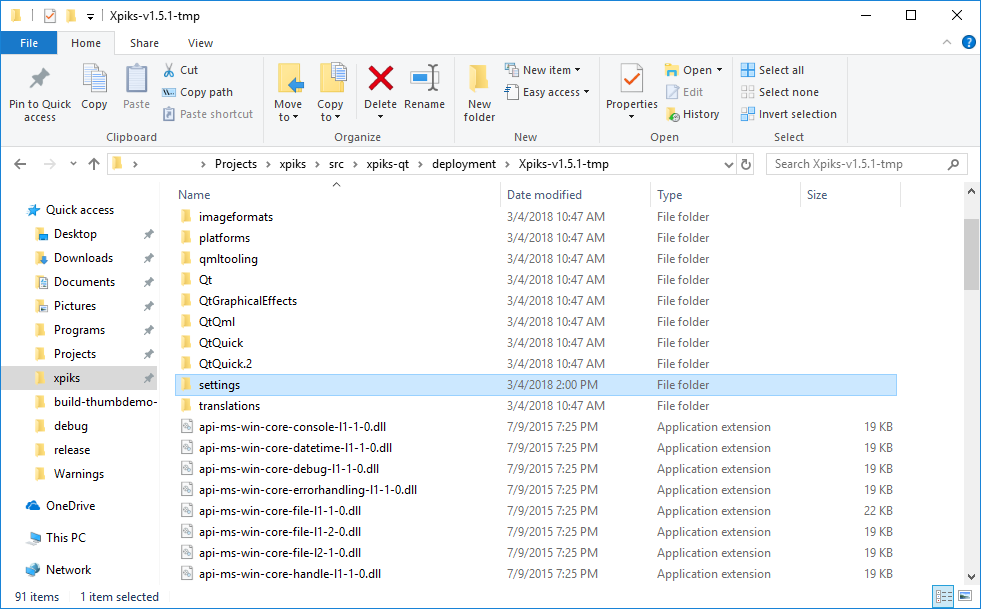 Xpiks-v1.5.1-tmp
File Home Share View
Pin to Quick access
Copy
Paste
Cut
Copy path
Paste shortcut
Clipboard
Move to
Copy to
Delete
Rename
Organize
New folder
New item
Easy access
New
Properties
Open
Edit
History
Open
Select all
Select none
Invert selection
Select
Projects xpiks src xpiks-qt deployment Xpiks-v1.5.1-tmp
Search Xpiks-v1.5.1-tmp
Quick access
Desktop
Downloads
Documents
Pictures
Programs
Projects
xpiks
build-thumbdemo-
debug
release
Warnings
OneDrive
This PC
Network
Name Date modified Type Size
imageformats 3/4/2018 10:47 AM File folder
platforms 3/4/2018 10:47 AM File folder
qmltooling 3/4/2018 10:47 AM File folder
Qt 3/4/2018 10:47 AM File folder
QtGraphicalEffects 3/4/2018 10:47 AM File folder
QtQml 3/4/2018 10:47 AM File folder
QtQuick 3/4/2018 10:47 AM File folder
QtQuick.2 3/4/2018 10:47 AM File folder
settings 3/4/2018 2:00 PM File folder
translations 3/4/2018 10:47 AM File folder
api-ms-win-core-console-l1-1-0.dll 7/9/2015 7:25 PM Application extension 19 KB
api-ms-win-core-datetime-l1-1-0.dll 7/9/2015 7:25 PM Application extension 19 KB
api-ms-win-core-debug-l1-1-0.dll 7/9/2015 7:25 PM Application extension 19 KB
api-ms-win-core-errorhandling-l1-1-0.dll 7/9/2015 7:25 PM Application extension 19 KB
api-ms-win-core-file-l1-1-0.dll 7/9/2015 7:25 PM Application extension 22 KB
api-ms-win-core-file-l1-2-0.dll 7/9/2015 7:25 PM Application extension 19 KB
api-ms-win-core-file-l2-1-0.dll 7/9/2015 7:25 PM Application extension 19 KB
api-ms-win-core-handle-l1-1-0.dll 7/9/2015 7:25 PM Application extension 19 KB
91 items 1 item selected